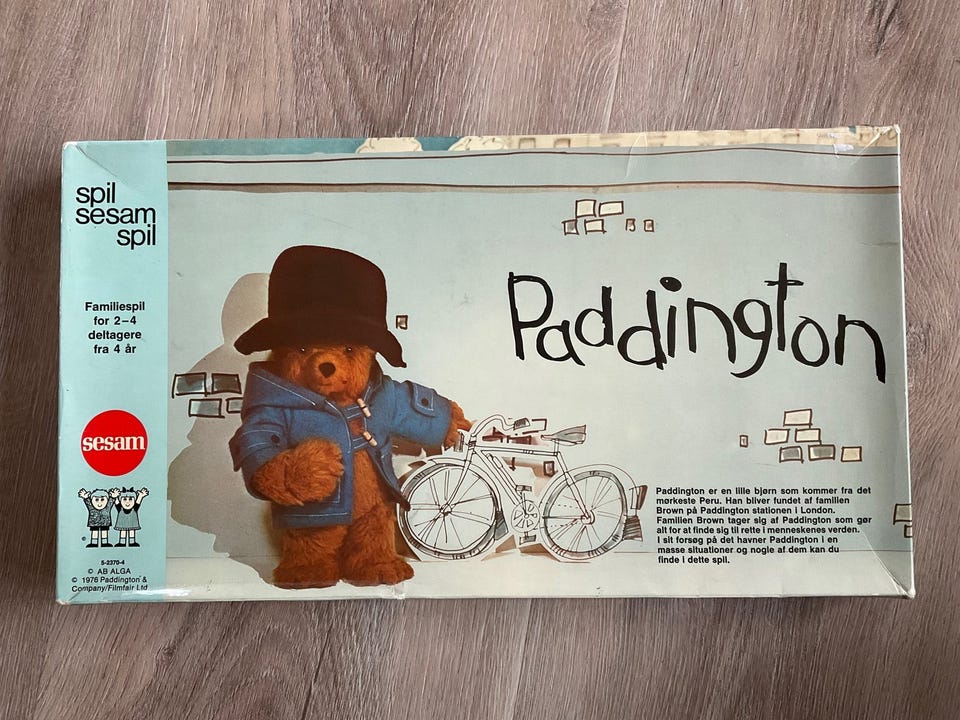 spil
sesam
spil
Familiespil
for 2–4
deltagere
fra 4 år
sesam
5-2370-4
© AB ALGA
© 1976 Paddington &
Company/Filmfair Ltd
Paddington
Paddington er en lille bjørn som kommer fra det
mørkeste Peru. Han bliver fundet af familien
Brown på Paddington stationen i London.
Familien Brown tager sig af Paddington som gør
alt for at finde sig til rette i menneskenes verden.
I sit forsøg på det havner Paddington i en
masse situationer og nogle af dem kan du
finde i dette spil.